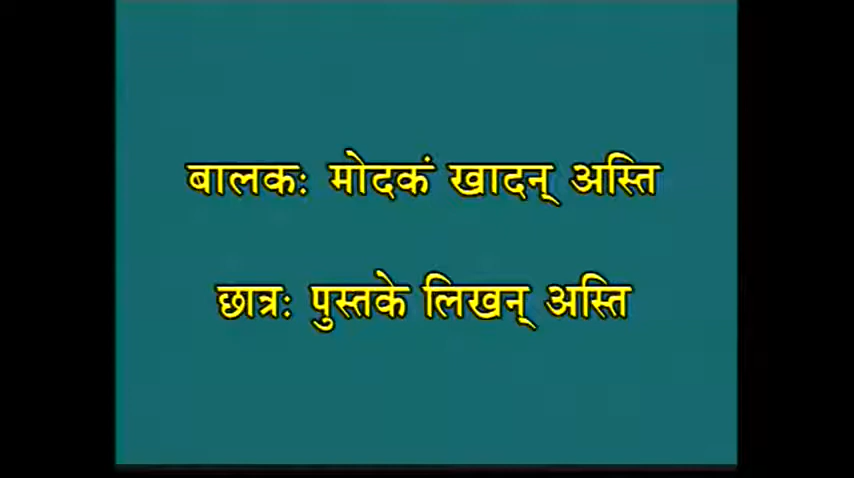 बालकः मोदकं खादन् अस्ति
छात्रः पुस्तके लिखन् अस्ति